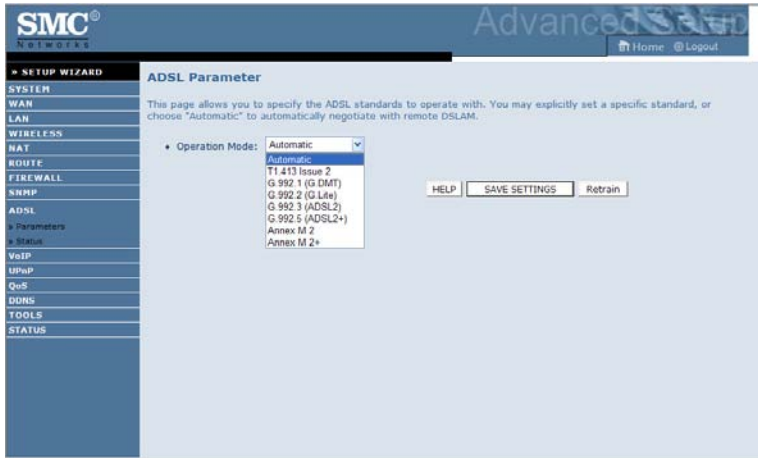 SMC®
Networks
Advanced Setup
Home Logout
» SETUP WIZARD
SYSTEM
WAN
LAN
WIRELESS
NAT
ROUTE
FIREWALL
SNMP
ADSL
» Parameters
» Status
VoIP
UPnP
QoS
DDNS
TOOLS
STATUS
ADSL Parameter
This page allows you to specify the ADSL standards to operate with. You may explicitly set a specific standard, or
choose "Automatic" to automatically negotiate with remote DSLAM.
• Operation Mode: Automatic
Automatic
T1.413 Issue 2
G.992.1 (G.DMT)
G.992.2 (G.Lite)
G.992.3 (ADSL2)
G.992.5 (ADSL2+)
Annex M 2
Annex M 2+
HELP SAVE SETTINGS Retrain